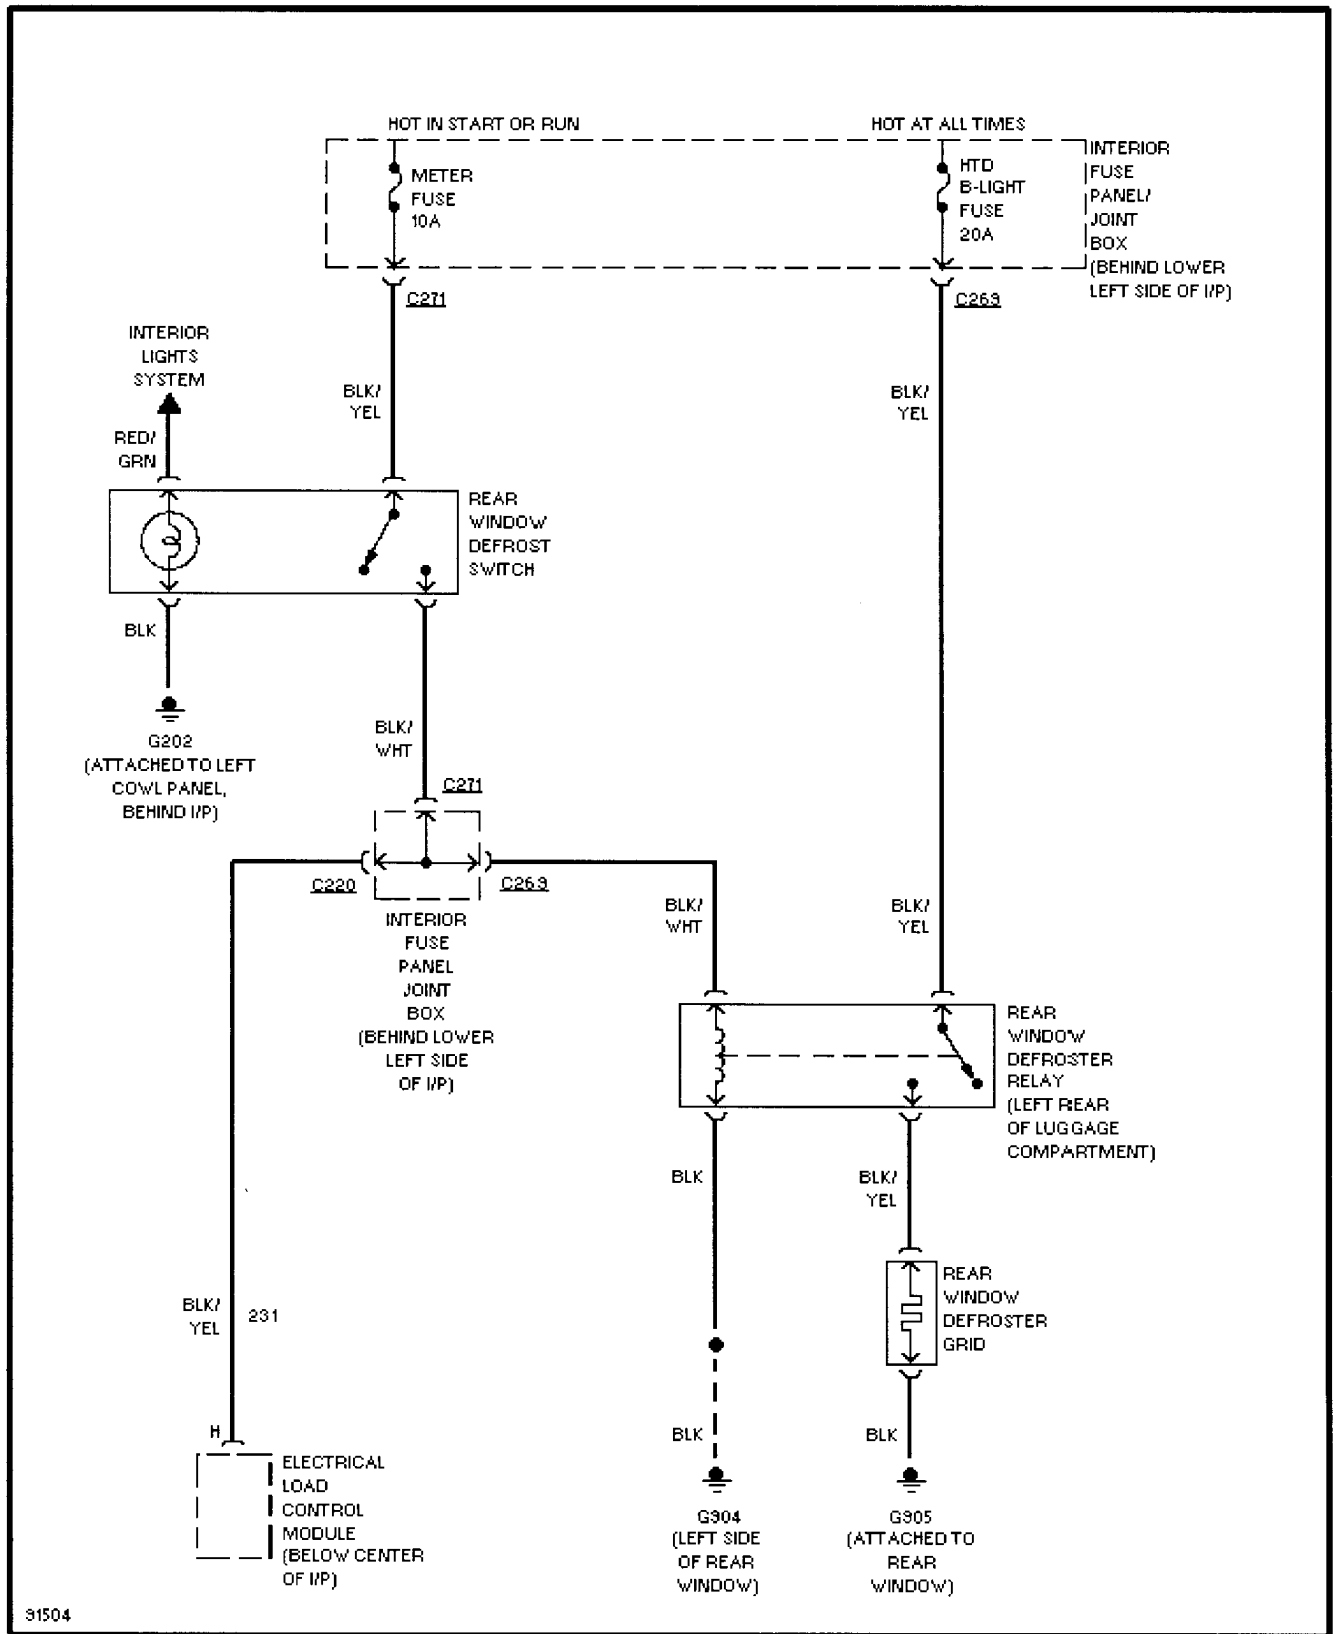 HOT IN START OR RUN
HOT AT ALL TIMES
METER
FUSE
10A
HTD
B-LIGHT
FUSE
20A
INTERIOR
FUSE
PANEL/
JOINT
BOX
(BEHIND LOWER
LEFT SIDE OF I/P)
C271
C269
INTERIOR
LIGHTS
SYSTEM
BLK/
YEL
BLK/
YEL
RED/
GRN
REAR
WINDOW
DEFROST
SWITCH
BLK
BLK/
WHT
G202
(ATTACHED TO LEFT
COWL PANEL,
BEHIND I/P)
C271
C220
C269
INTERIOR
FUSE
PANEL
JOINT
BOX
(BEHIND LOWER
LEFT SIDE
OF I/P)
BLK/
WHT
BLK/
YEL
REAR
WINDOW
DEFROSTER
RELAY
(LEFT REAR
OF LUGGAGE
COMPARTMENT)
BLK
BLK/
YEL
REAR
WINDOW
DEFROSTER
GRID
BLK/
YEL
231
H
BLK
BLK
ELECTRICAL
LOAD
CONTROL
MODULE
(BELOW CENTER
OF I/P)
G904
(LEFT SIDE
OF REAR
WINDOW)
G905
(ATTACHED TO
REAR
WINDOW)
91504